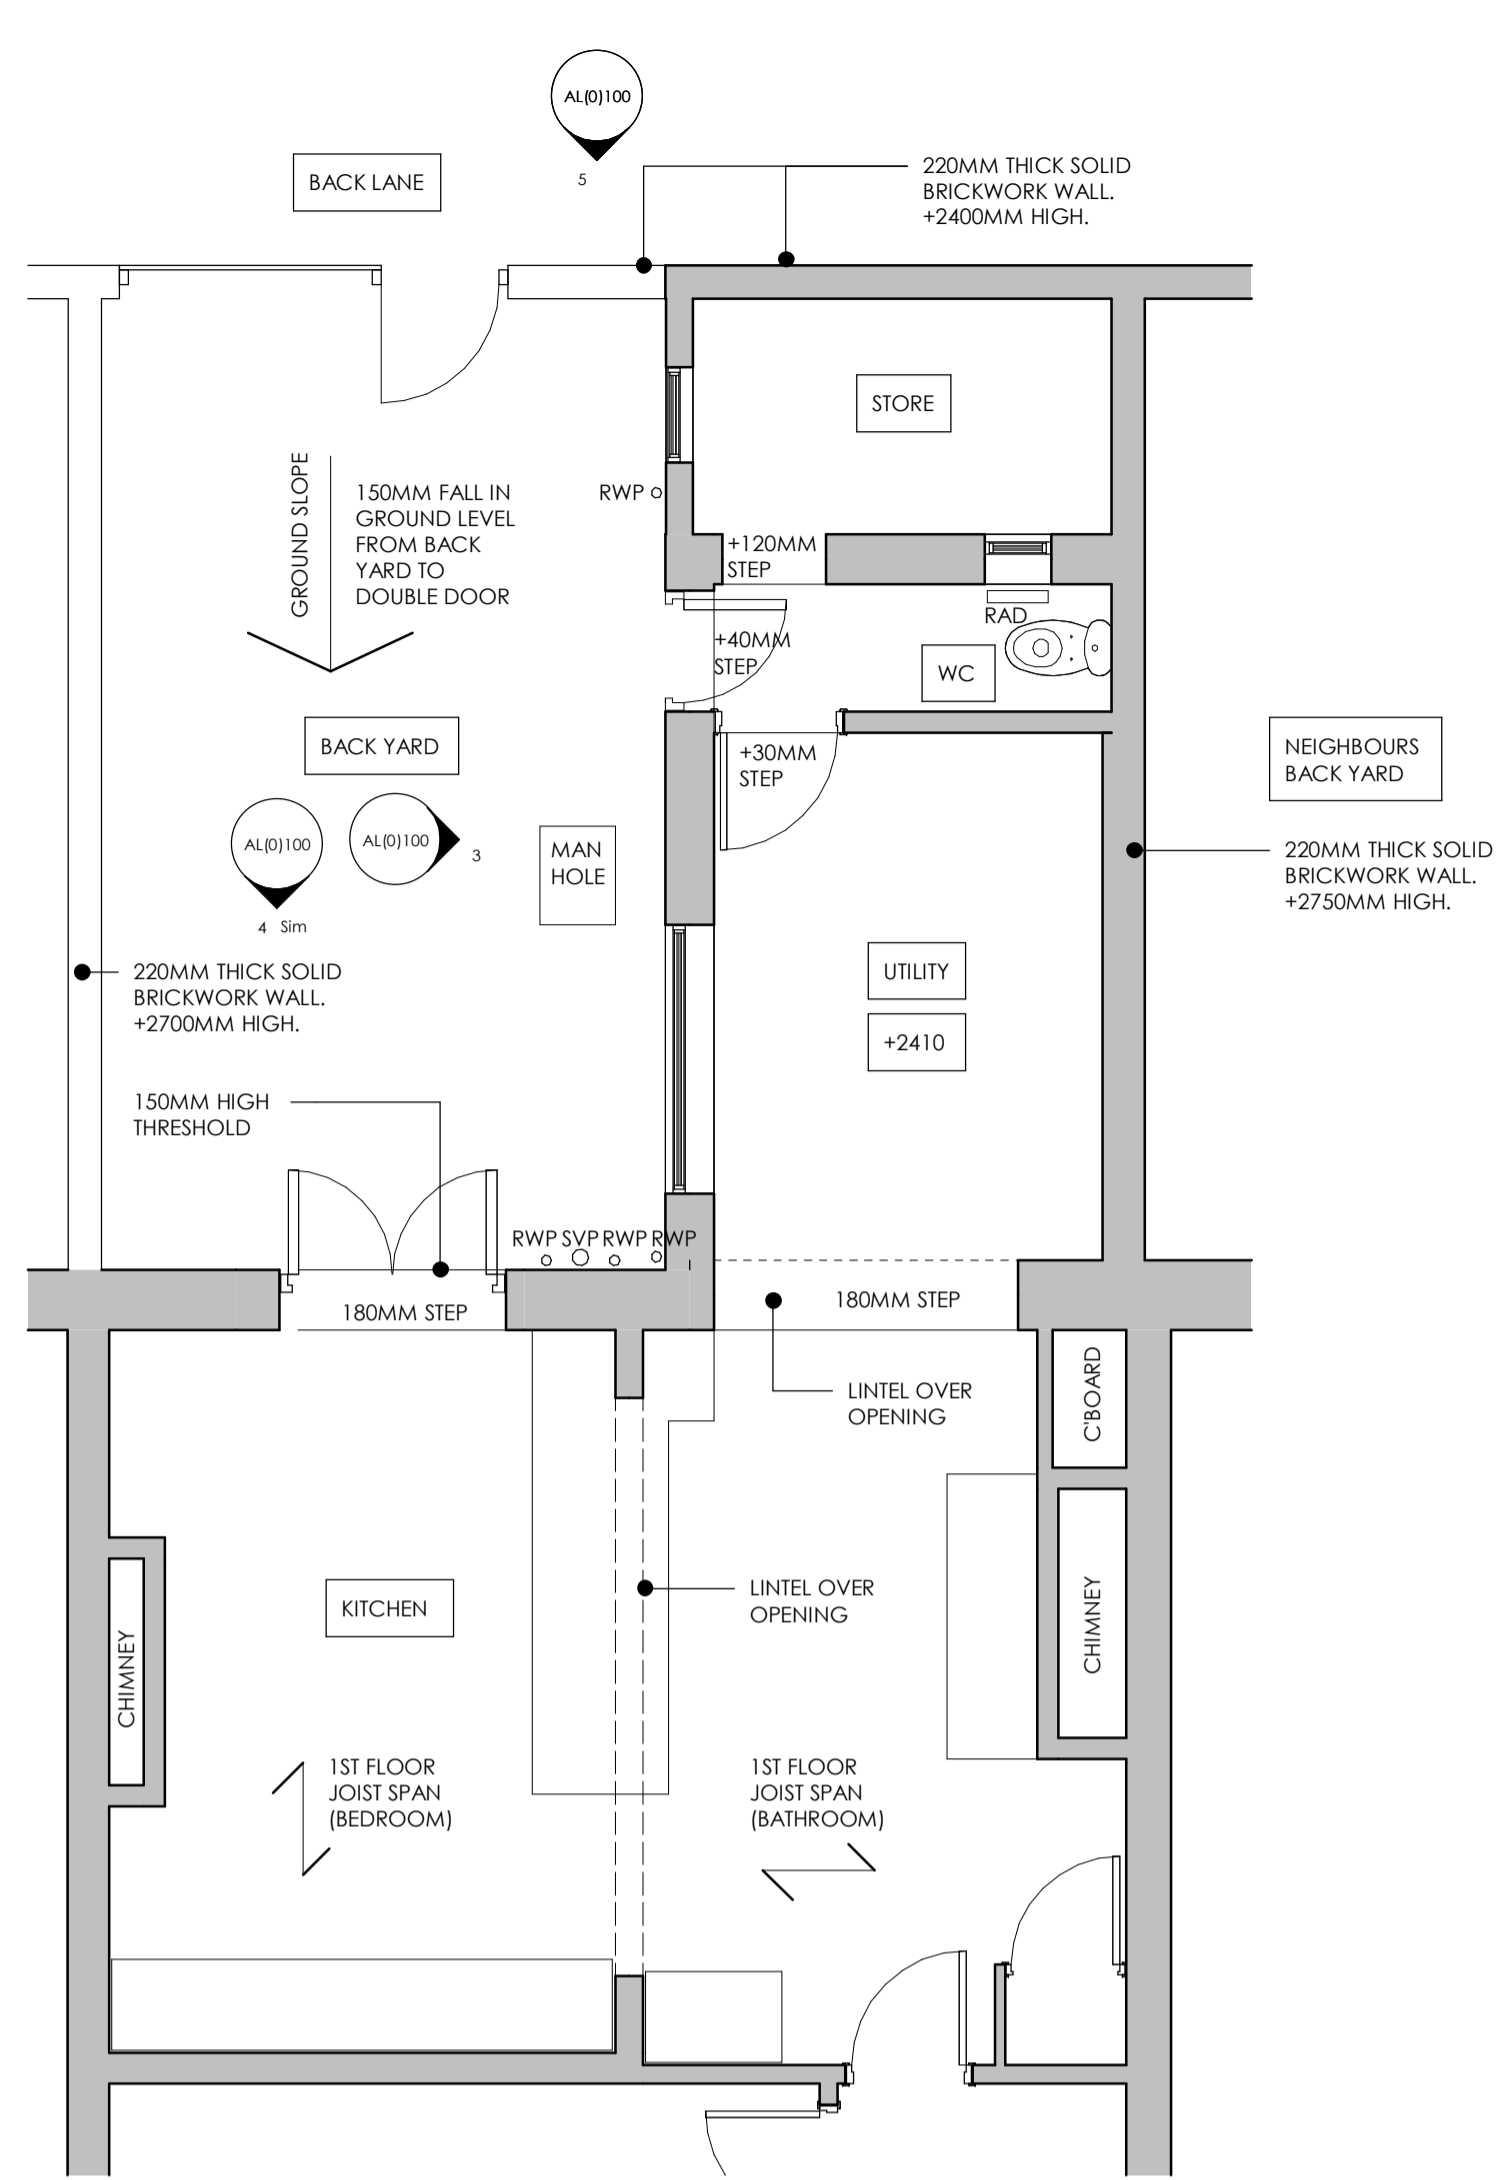 AL(0)100
5
BACK LANE
220MM THICK SOLID
BRICKWORK WALL.
+2400MM HIGH.
STORE
GROUND SLOPE
150MM FALL IN
GROUND LEVEL
FROM BACK
YARD TO
DOUBLE DOOR
RWP
+120MM
STEP
RAD
+40MM
STEP
WC
BACK YARD
+30MM
STEP
NEIGHBOURS
BACK YARD
AL(0)100
4 Sim
AL(0)100
3
MAN
HOLE
220MM THICK SOLID
BRICKWORK WALL.
+2750MM HIGH.
220MM THICK SOLID
BRICKWORK WALL.
+2700MM HIGH.
UTILITY
+2410
150MM HIGH
THRESHOLD
RWP SVP RWP RWP
180MM STEP
180MM STEP
LINTEL OVER
OPENING
C'BOARD
KITCHEN
LINTEL OVER
OPENING
CHIMNEY
CHIMNEY
1ST FLOOR
JOIST SPAN
(BEDROOM)
1ST FLOOR
JOIST SPAN
(BATHROOM)